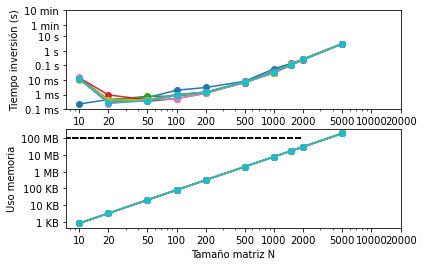 Tiempo inversión (s)
10 min
1 min
10 s
1 s
0.1 s
10 ms
1 ms
0.1 ms
10 20 50 100 200 500 1000 2000 5000 10000 20000
Uso memoria
100 MB
10 MB
1 MB
100 KB
10 KB
1 KB
10 20 50 100 200 500 1000 2000 5000 10000 20000
Tamaño matriz N